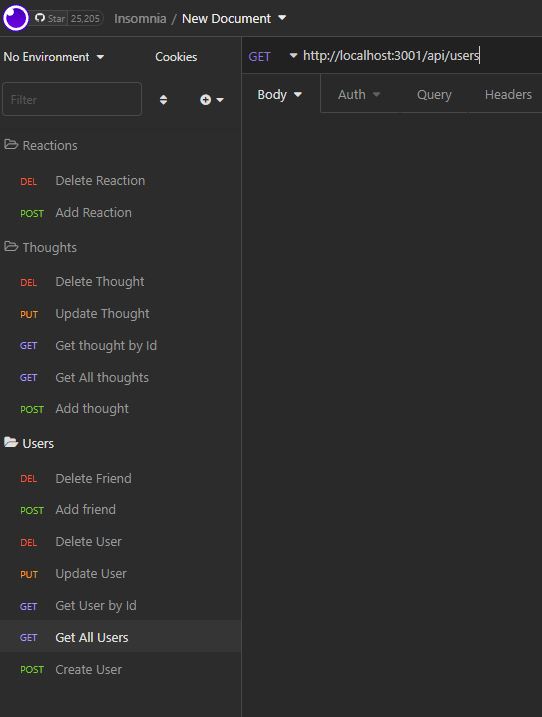 Star 25,205 Insomnia / New Document
No Environment Cookies GET http://localhost:3001/api/users
Filter
Body Auth Query Headers
Reactions
DEL Delete Reaction
POST Add Reaction
Thoughts
DEL Delete Thought
PUT Update Thought
GET Get thought by Id
GET Get All thoughts
POST Add thought
Users
DEL Delete Friend
POST Add friend
DEL Delete User
PUT Update User
GET Get User by Id
GET Get All Users
POST Create User